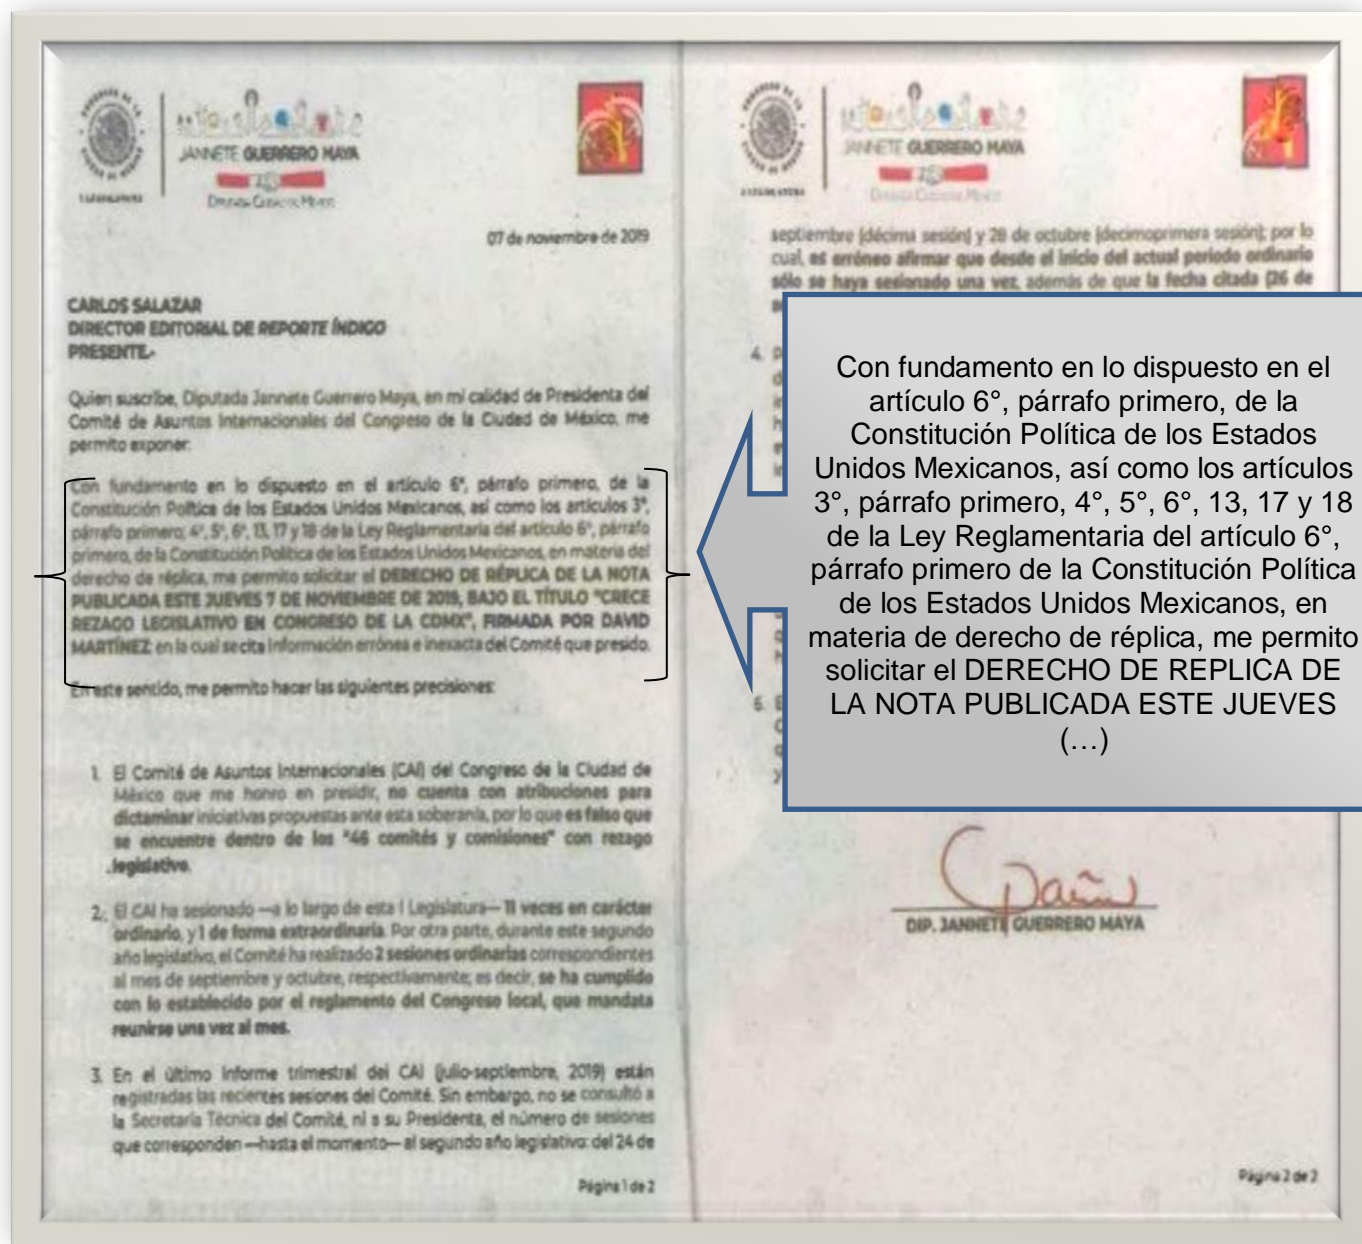 JANNETE GUERRERO MAYA
07 de noviembre de 2019
CARLOS SALAZAR
DIRECTOR EDITORIAL DE REPORTE ÍNDIGO
PRESENTE.-
Quien suscribe, Diputada Jannete Guerrero Maya, en mi calidad de Presidenta del
Comité de Asuntos Internacionales del Congreso de la Ciudad de México, me
permito exponer:
Con fundamento en lo dispuesto en el artículo 6°, párrafo primero, de la
Constitución Política de los Estados Unidos Mexicanos, así como los artículos 3°,
párrafo primero, 4°, 5°, 6°, 13, 17 y 18 de la Ley Reglamentaria del artículo 6°, párrafo
primero, de la Constitución Política de los Estados Unidos Mexicanos, en materia del
derecho de réplica, me permito solicitar el DERECHO DE RÉPLICA DE LA NOTA
PUBLICADA ESTE JUEVES 7 DE NOVIEMBRE DE 2019, BAJO EL TÍTULO "CRECE
REZAGO LEGISLATIVO EN CONGRESO DE LA CDMX", FIRMADA POR DAVID
MARTÍNEZ en la cual se cita información errónea e inexacta del Comité que presido.
En este sentido, me permito hacer las siguientes precisiones:
1. El Comité de Asuntos Internacionales (CAI) del Congreso de la Ciudad de
México que me honro en presidir, no cuenta con atribuciones para
dictaminar iniciativas propuestas ante esta soberanía, por lo que es falso que
se encuentre dentro de los "46 comités y comisiones" con rezago
legislativo.
2. El CAI ha sesionado —a lo largo de esta I Legislatura— 11 veces en carácter
ordinario, y 1 de forma extraordinaria. Por otra parte, durante este segundo
año legislativo, el Comité ha realizado 2 sesiones ordinarias correspondientes
al mes de septiembre y octubre, respectivamente; es decir, se ha cumplido
con lo establecido por el reglamento del Congreso local, que mandata
reunirse una vez al mes.
3. En el último informe trimestral del CAI (julio-septiembre, 2019) están
registradas las recientes sesiones del Comité. Sin embargo, no se consultó a
la Secretaría Técnica del Comité, ni a su Presidenta, el número de sesiones
que corresponden —hasta el momento— al segundo año legislativo: del 24 de
Página 1 de 2
JANNETE GUERRERO MAYA
septiembre (décima sesión) y 28 de octubre (decimoprimera sesión); por lo
cual, es erróneo afirmar que desde el inicio del actual periodo ordinario
sólo se haya sesionado una vez, además de que la fecha citada (26 de
4.
Con fundamento en lo dispuesto en el
artículo 6°, párrafo primero, de la
Constitución Política de los Estados
Unidos Mexicanos, así como los artículos
3°, párrafo primero, 4°, 5°, 6°, 13, 17 y 18
de la Ley Reglamentaria del artículo 6°,
párrafo primero de la Constitución Política
de los Estados Unidos Mexicanos, en
materia de derecho de réplica, me permito
solicitar el DERECHO DE REPLICA DE
LA NOTA PUBLICADA ESTE JUEVES
(…)
DIP. JANNETE GUERRERO MAYA
Página 2 de 2